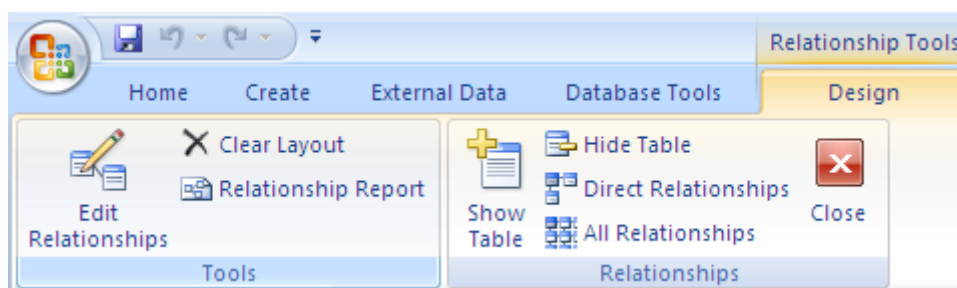 Relationship Tools
Home Create External Data Database Tools Design
Clear Layout
Relationship Report
Edit
Relationships
Tools
Show
Table
Hide Table
Direct Relationships
All Relationships
Close
Relationships